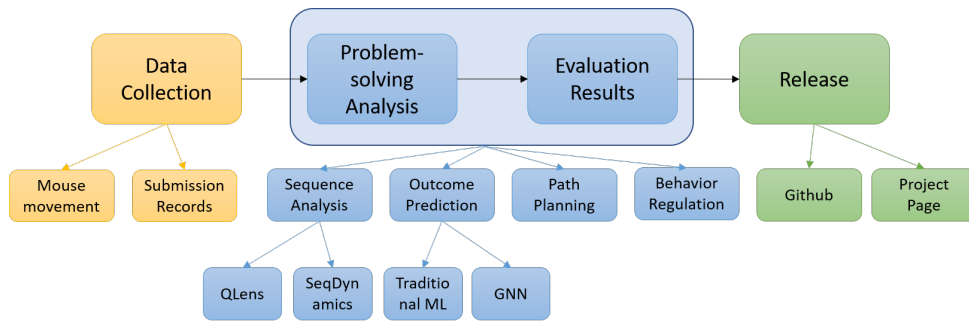 Data
Collection
Problem-
solving
Analysis
Evaluation
Results
Release
Mouse
movement
Submission
Records
Sequence
Analysis
Outcome
Prediction
Path
Planning
Behavior
Regulation
Github
Project
Page
QLens
SeqDyn
amics
Traditio
nal ML
GNN